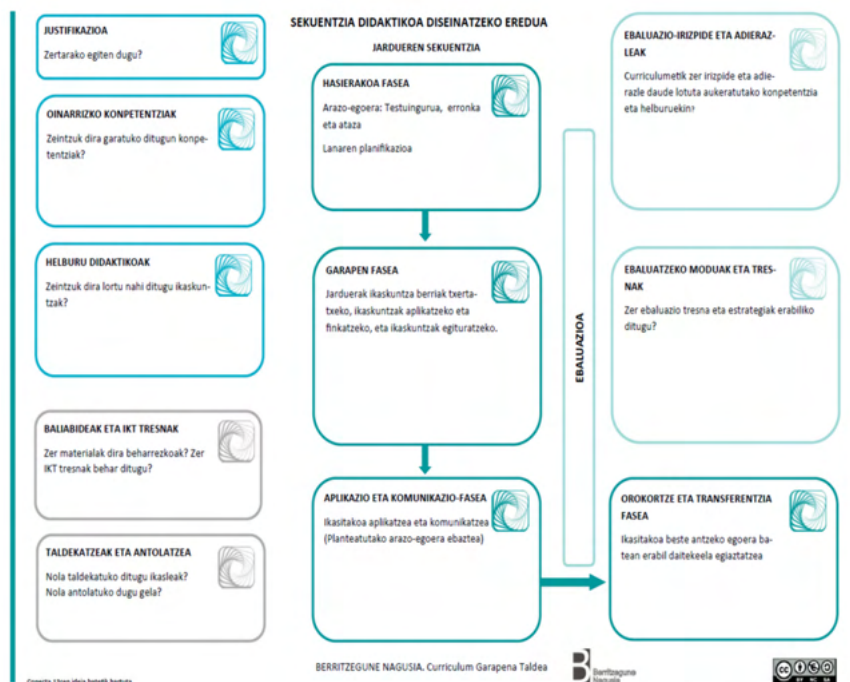 SEKUENTZIA DIDAKTIKOA DISEINATZEKO EREDUA
JARDUEREN SEKUENTZIA
JUSTIFIKAZIOA
Zertarako egiten dugu?
OINARRIZKO KONPETENTZIAK
Zeintzuk dira garatuko ditugun konpe-
tentziak?
HELBURU DIDAKTIKOAK
Zeintzuk dira lortu nahi ditugu ikaskun-
tzak?
BALIABIDEAK ETA IKT TRESNAK
Zer materialak dira beharrezkoak? Zer
IKT tresnak behar ditugu?
TALDEKATZEAK ETA ANTOLATZEA
Nola taldekatuko ditugu ikasleak?
Nola antolatuko dugu gela?
HASIERAKOA FASEA
Arazo-egoera: Testuingurua, erronka
eta ataza
Lanaren planifikazioa
GARAPEN FASEA
Jarduerak ikaskuntza berriak txerta-
txeko, ikaskuntzak aplikatzeko eta
finkatzeko, eta ikaskuntzak egituratzeko.
APLIKAZIO ETA KOMUNIKAZIO-FASEA
Ikasitakoa aplikatzea eta komunikatzea
(Planteatutako arazo-egoera ebaztea)
EBALUAZIOA
EBALUAZIO-IRIZPIDE ETA ADIERAZ-
LEAK
Curriculumetik zer irizpide eta adie-
razle daude lotuta aukeratutako konpetentzia
eta helburuekin?
EBALUATZEKO MODUAK ETA TRES-
NAK
Zer ebaluazio tresna eta estrategiak erabiliko
ditugu?
OROKORTZE ETA TRANSFERENTZIA
FASEA
Ikasitakoa beste antzeko egoera ba-
tean erabil daitekeela egiaztatzea
BERRITZEGUNE NAGUSIA. Curriculum Garapena Taldea
Berritzegune
Nagusia
cc
BY NC SA